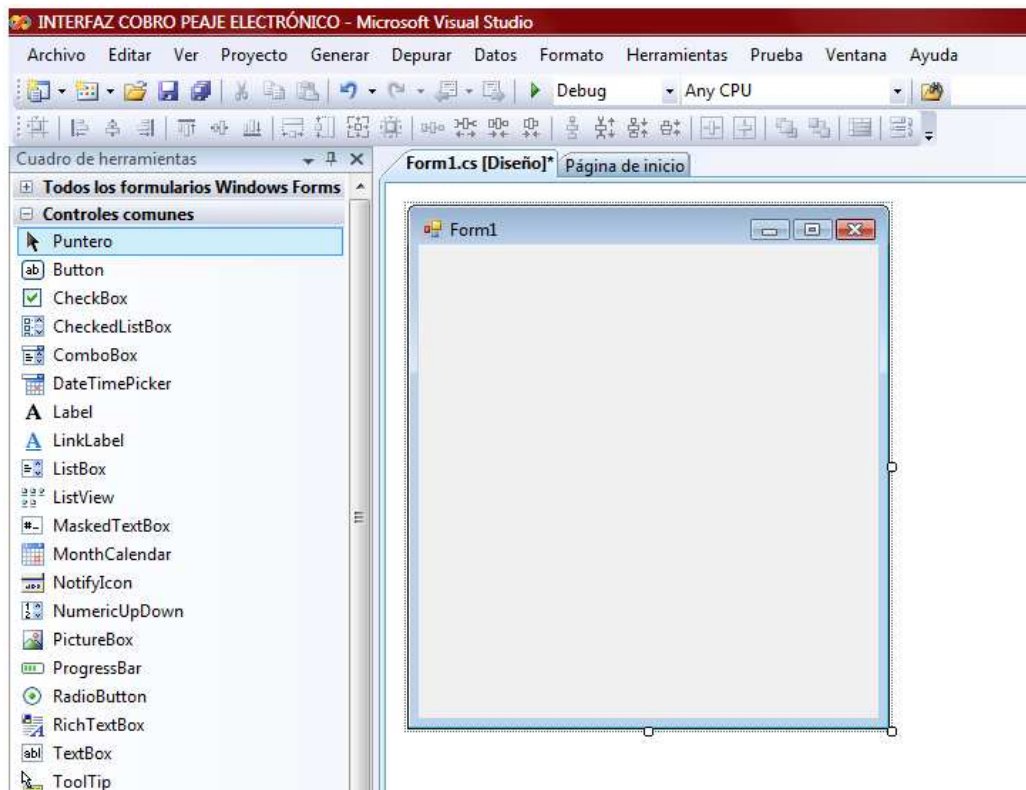 INTERFAZ COBRO PEAJE ELECTRÓNICO - Microsoft Visual Studio
Archivo Editar Ver Proyecto Generar Depurar Datos Formato Herramientas Prueba Ventana Ayuda
Debug Any CPU
Cuadro de herramientas
Form1.cs [Diseño]* Página de inicio
Todos los formularios Windows Forms
Controles comunes
Form1
Puntero
Button
CheckBox
CheckedListBox
ComboBox
DateTimePicker
Label
LinkLabel
ListBox
ListView
MaskedTextBox
MonthCalendar
NotifyIcon
NumericUpDown
PictureBox
ProgressBar
RadioButton
RichTextBox
TextBox
ToolTip